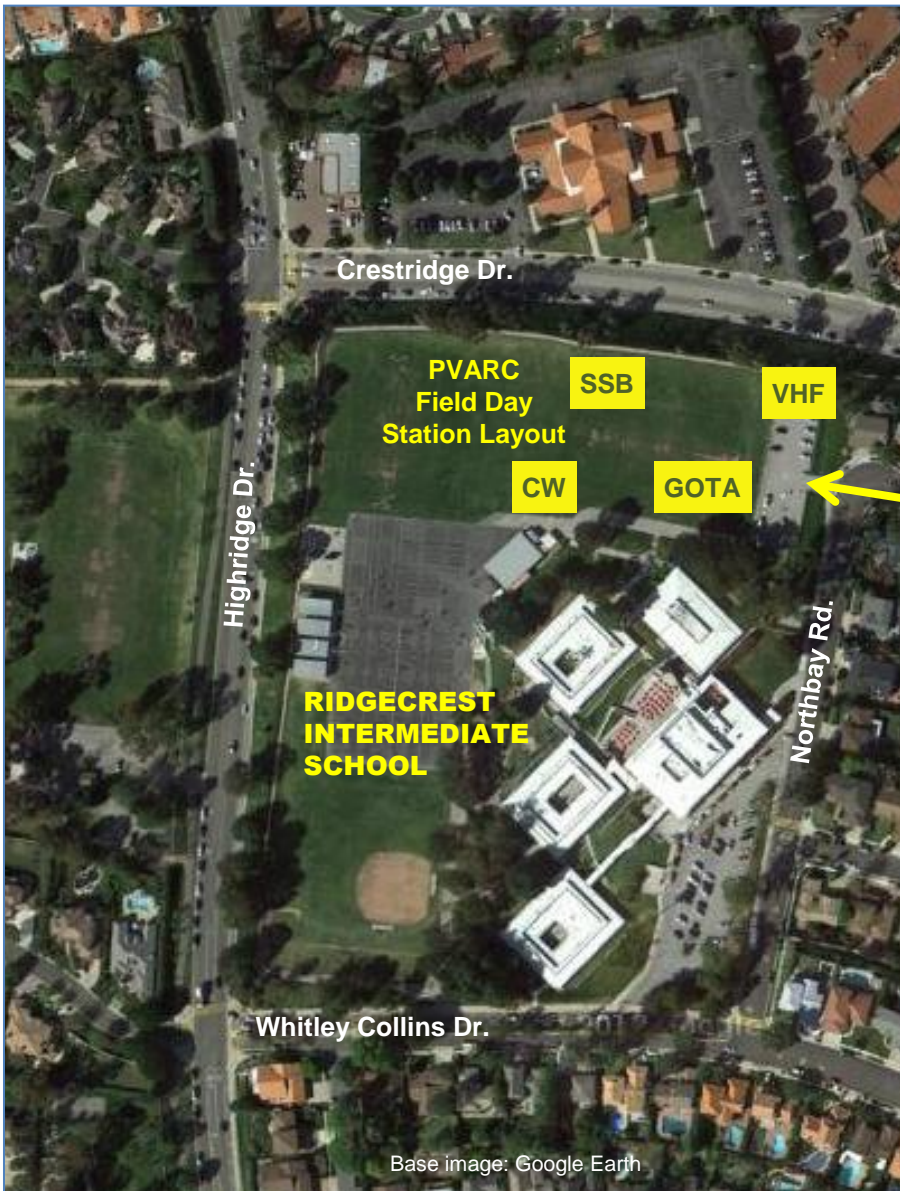 Crestridge Dr.
PVARC
Field Day
Station Layout
SSB
VHF
CW
GOTA
Highridge Dr.
Northbay Rd.
RIDGECREST
INTERMEDIATE
SCHOOL
Whitley Collins Dr.
Base image: Google Earth